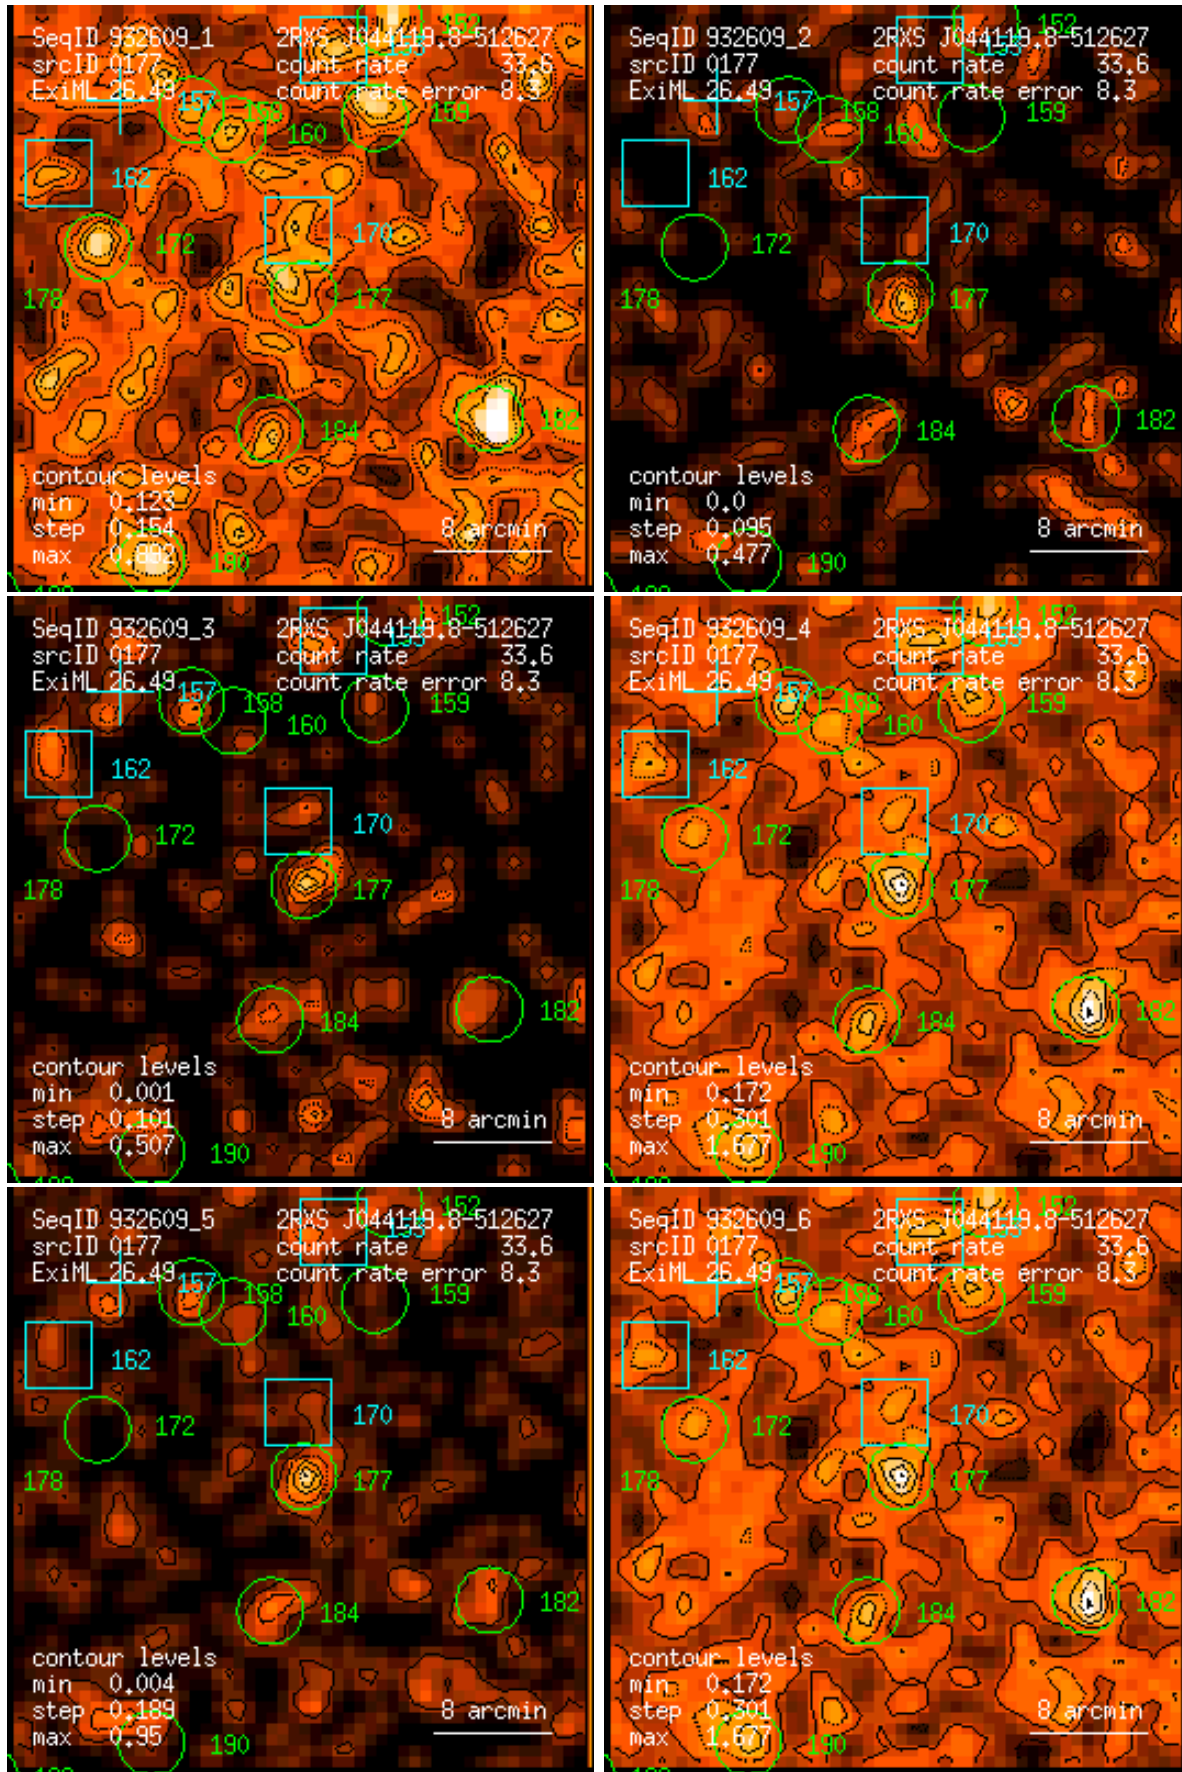 152
SeqID 932609_1 2RXS J044119.8-512627
155
srcID 0177 count rate 33.6
ExiML 26.49 count rate error 8.3
157 158 159
160
162
170
172
178 177
182
184
contour levels
min 0.123
step 0.154
8 arcmin
190
152
SeqID 932609_2 2RXS J044119.8-512627
155
srcID 0177 count rate 33.6
ExiML 26.49 count rate error 8.3
157 158 159
160
162
170
172
178 177
182
184
contour levels
min 0.0
step 0.095
8 arcmin
max 0.477
190
152
SeqID 932609_3 2RXS J044119.8-512627
155
srcID 0177 count rate 33.6
ExiML 26.49 count rate error 8.3
157 158 159
160
162
170
172
178 177
182
184
contour levels
min 0.001
step 0.101
8 arcmin
max 0.507
190
152
SeqID 932609_4 2RXS J044119.8-512627
155
srcID 0177 count rate 33.6
ExiML 26.49 count rate error 8.3
157 158 159
160
162
170
172
178 177
182
184
contour levels
min 0.172
step 0.301
8 arcmin
max 1.677
190
152
SeqID 932609_5 2RXS J044119.8-512627
155
srcID 0177 count rate 33.6
ExiML 26.49 count rate error 8.3
157 158 159
160
162
170
172
178 177
182
184
contour levels
min 0.004
step 0.189
8 arcmin
max 0.95
190
152
SeqID 932609_6 2RXS J044119.8-512627
155
srcID 0177 count rate 33.6
ExiML 26.49 count rate error 8.3
157 158 159
160
162
170
172
178 177
182
184
contour levels
min 0.172
step 0.301
8 arcmin
max 1.677
190